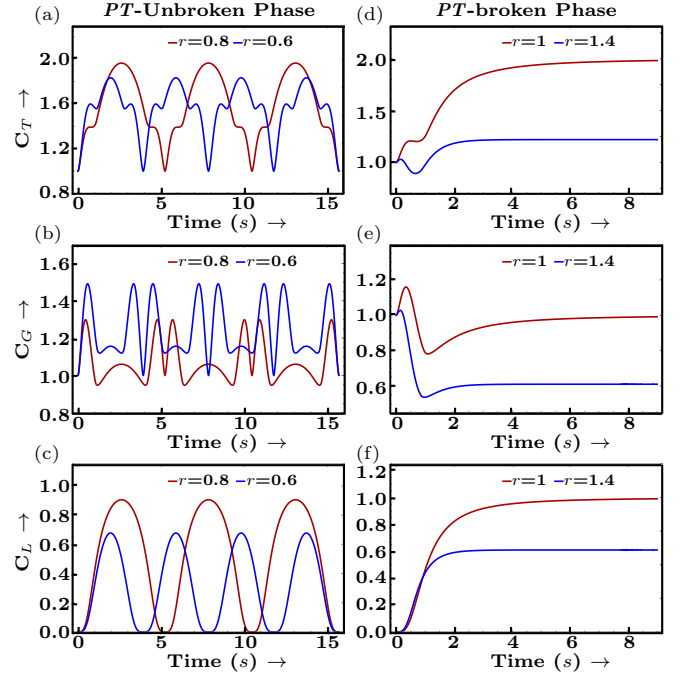 PT-Unbroken Phase PT-broken Phase
(a) (d)
r=0.8 r=0.6 r=1 r=1.4
C_T →
2.0 1.6 1.2 0.8
2.0 1.0
0 5 10 15
0 2 4 6 8
Time (s) → Time (s) →
(b) (e)
r=0.8 r=0.6 r=1 r=1.4
C_G →
1.6 1.4 1.2 1.0 0.8
1.2 1.0 0.8 0.6
0 5 10 15
0 2 4 6 8
Time (s) → Time (s) →
(c) (f)
r=0.8 r=0.6 r=1 r=1.4
C_L →
1.0 0.8 0.6 0.4 0.2 0.0
1.2 1.0 0.8 0.6 0.4 0.2 0.0
0 5 10 15
0 2 4 6 8
Time (s) → Time (s) →